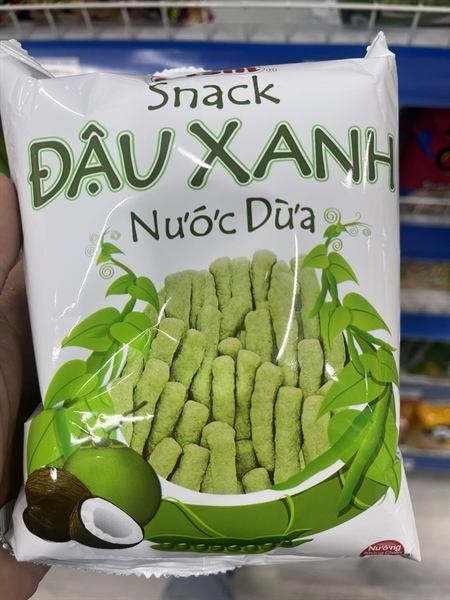 Snack
ĐẬU XANH
Nước Dừa
Nướng